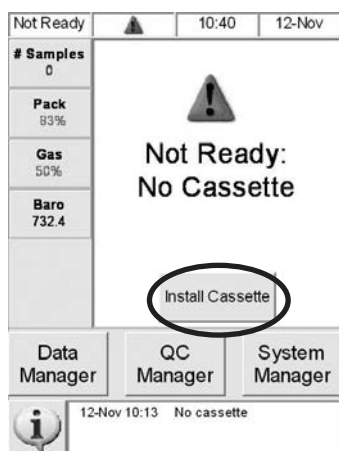 Not Ready 10:40 12-Nov
# Samples
0
Pack
83%
Gas
50%
Baro
732.4
Not Ready:
No Cassette
Install Cassette
Data
Manager
QC
Manager
System
Manager
12-Nov 10:13 No cassette